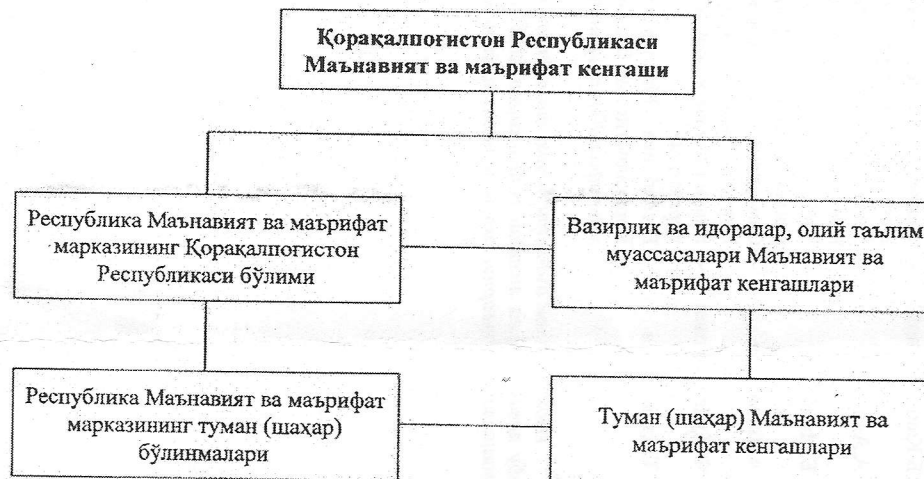 Қорақалпоғистон Республикаси
Маънавият ва маърифат кенгаши
Республика Маънавият ва маърифат
марказининг Қорақалпоғистон
Республикаси бўлими
Вазирлик ва идоралар, олий таълим
муассасалари Маънавият ва
маърифат кенгашлари
Республика Маънавият ва маърифат
марказининг туман (шаҳар)
бўлинмалари
Туман (шаҳар) Маънавият ва
маърифат кенгашлари